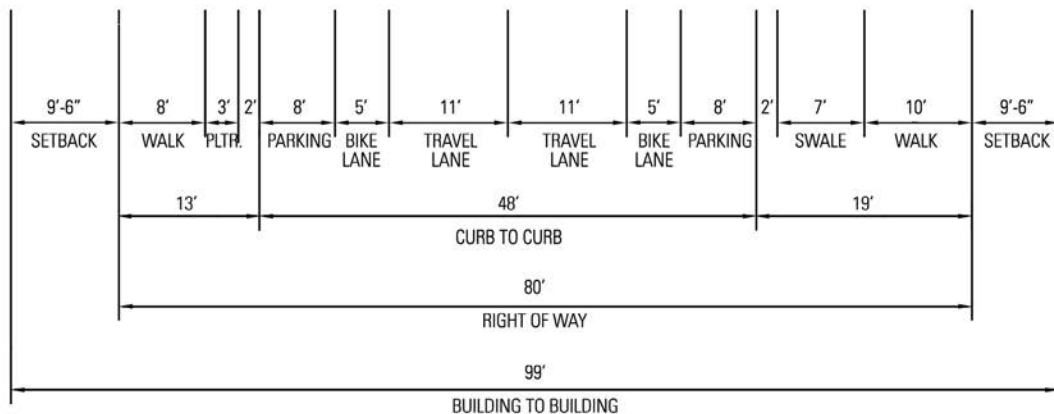 9'-6" 8' 3' 2' 8' 5' 11' 11' 5' 8' 2' 7' 10' 9'-6"
SETBACK WALK PLTR. PARKING BIKE LANE TRAVEL LANE TRAVEL LANE BIKE LANE PARKING SWALE WALK SETBACK
13' 48' 19'
CURB TO CURB
80'
RIGHT OF WAY
99'
BUILDING TO BUILDING